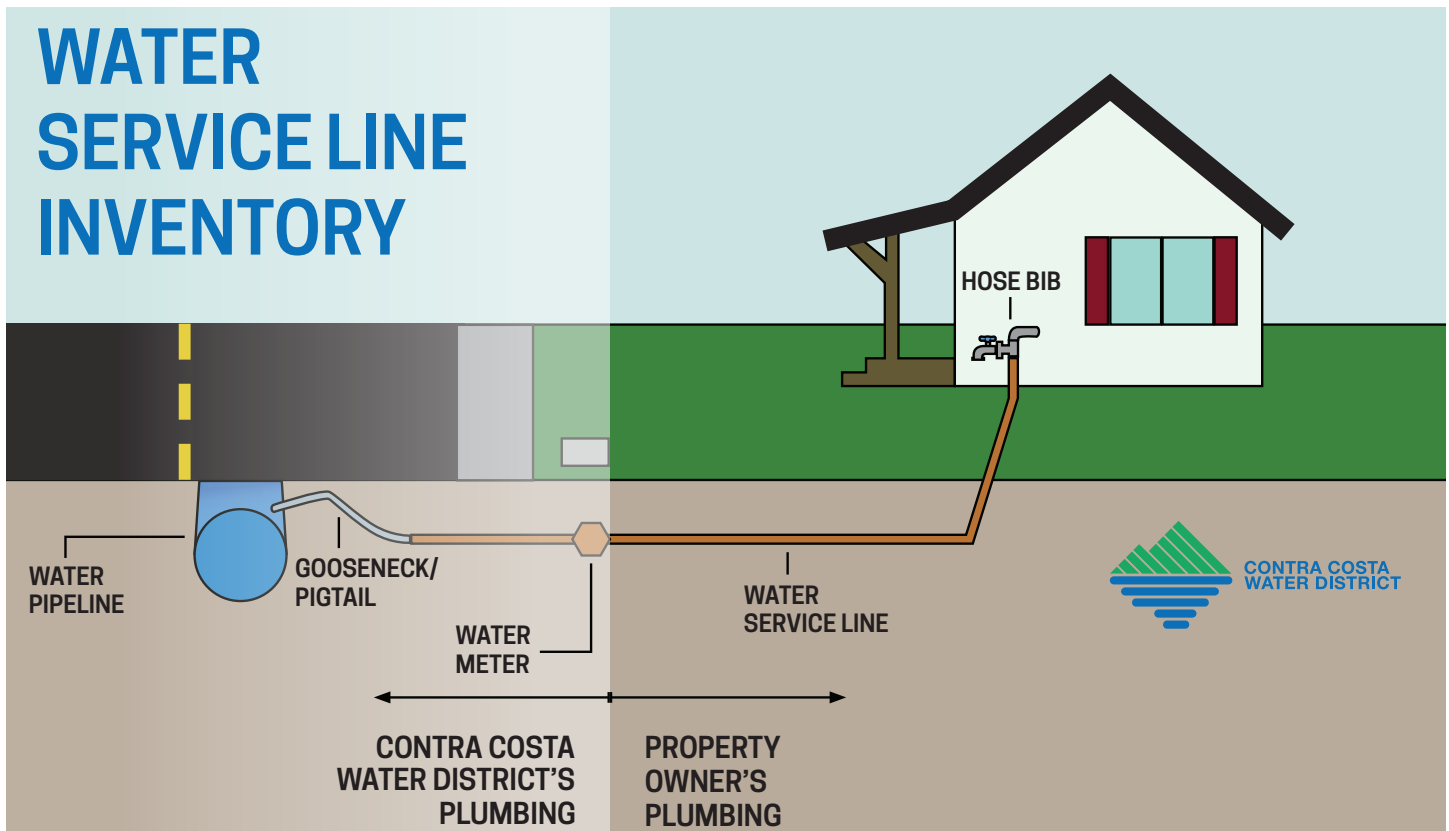 WATER
SERVICE LINE
INVENTORY
HOSE BIB
WATER
PIPELINE
GOOSENECK/
PIGTAIL
WATER
METER
WATER
SERVICE LINE
CONTRA COSTA
WATER DISTRICT
CONTRA COSTA
WATER DISTRICT'S
PLUMBING
PROPERTY
OWNER'S
PLUMBING